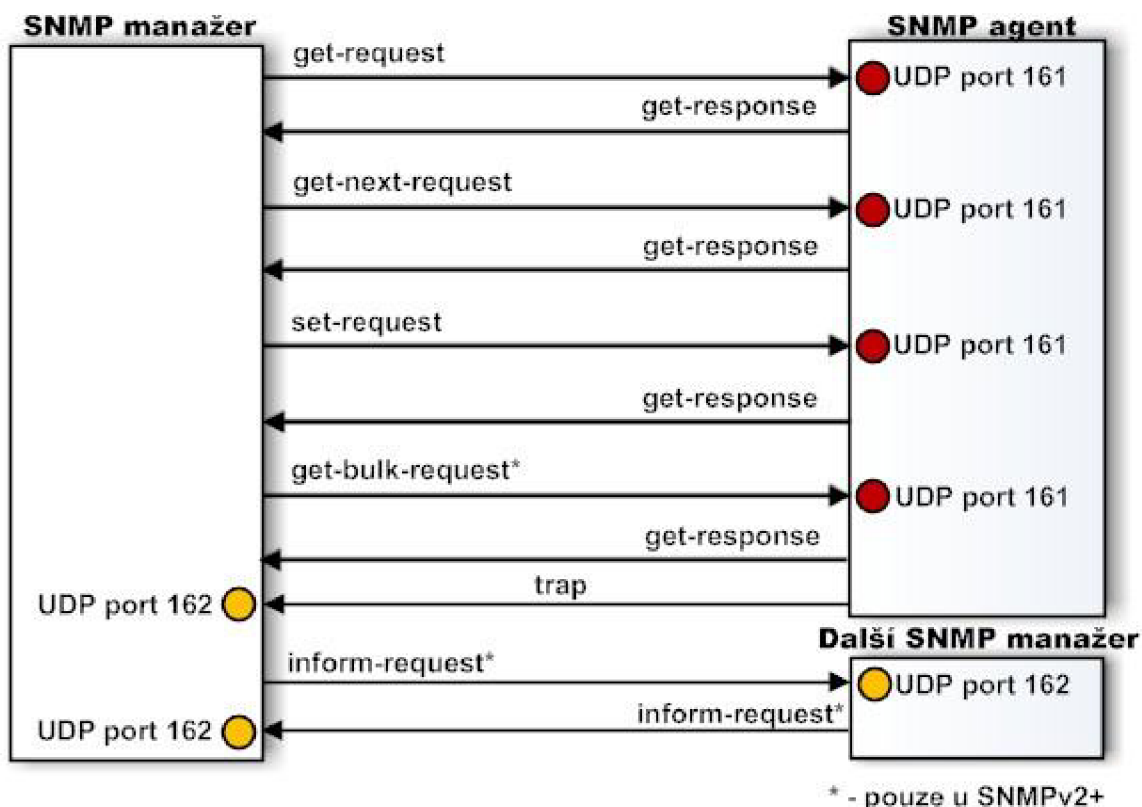 SNMP manažer
SNMP agent
get-request
UDP port 161
get-response
get-next-request
UDP port 161
get-response
set-request
UDP port 161
get-response
get-bulk-request*
UDP port 161
get-response
trap
UDP port 162
Další SNMP manažer
inform-request*
UDP port 162
inform-request*
UDP port 162
* - pouze u SNMPv2+